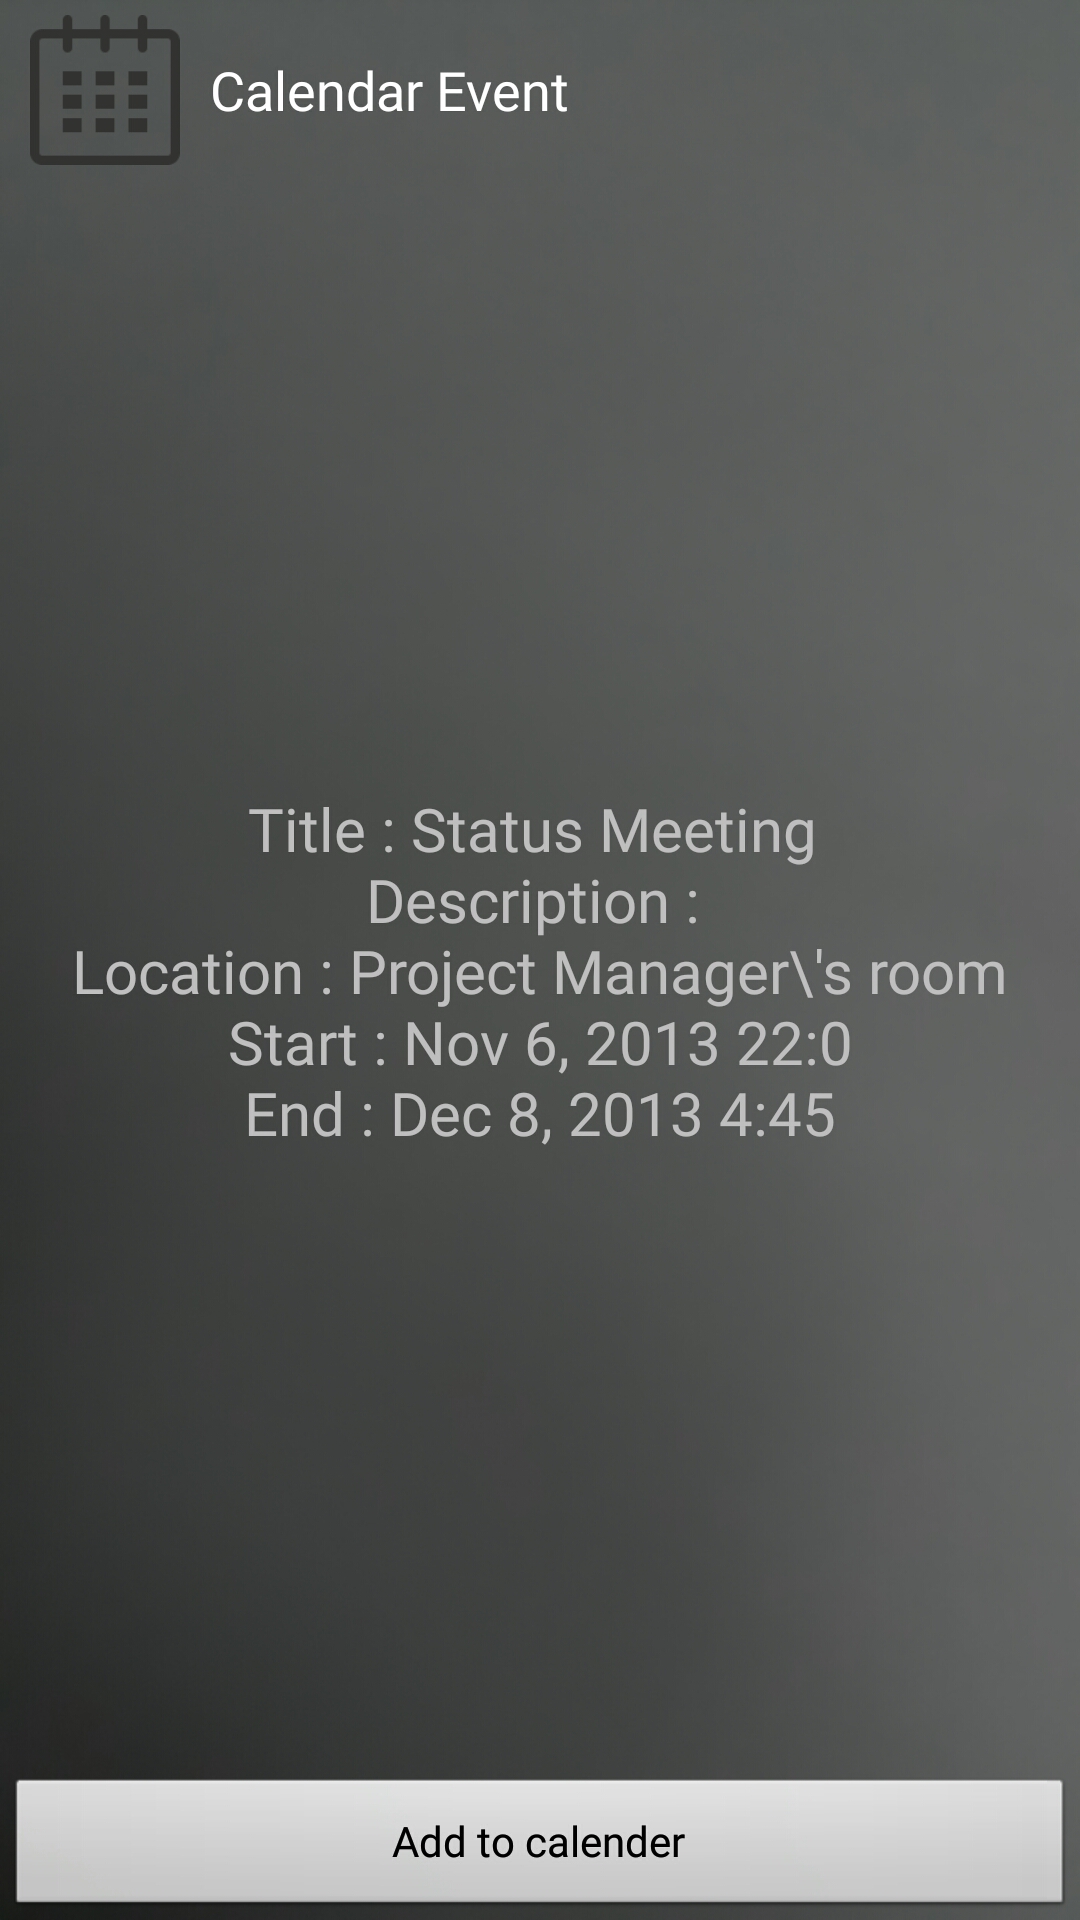 Calendar Event
Title : Status Meeting
Description :
Location : Project Manager\'s room
Start : Nov 6, 2013 22:0
End : Dec 8, 2013 4:45
Add to calender